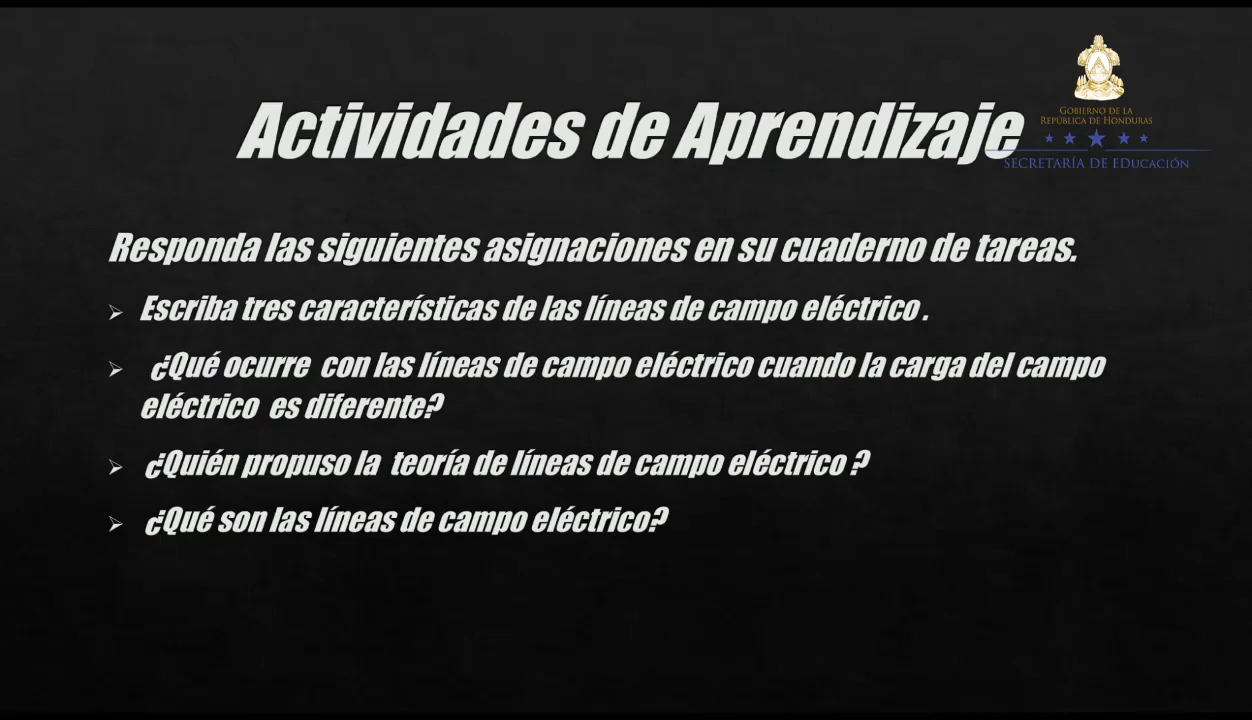 Actividades de Aprendizaje
GOBIERNO DE LA
REPÚBLICA DE HONDURAS
SECRETARÍA DE EDUCACIÓN
Responda las siguientes asignaciones en su cuaderno de tareas.
Escriba tres características de las líneas de campo eléctrico .
¿Qué ocurre con las líneas de campo eléctrico cuando la carga del campo
eléctrico es diferente?
¿Quién propuso la teoría de líneas de campo eléctrico ?
¿Qué son las líneas de campo eléctrico?